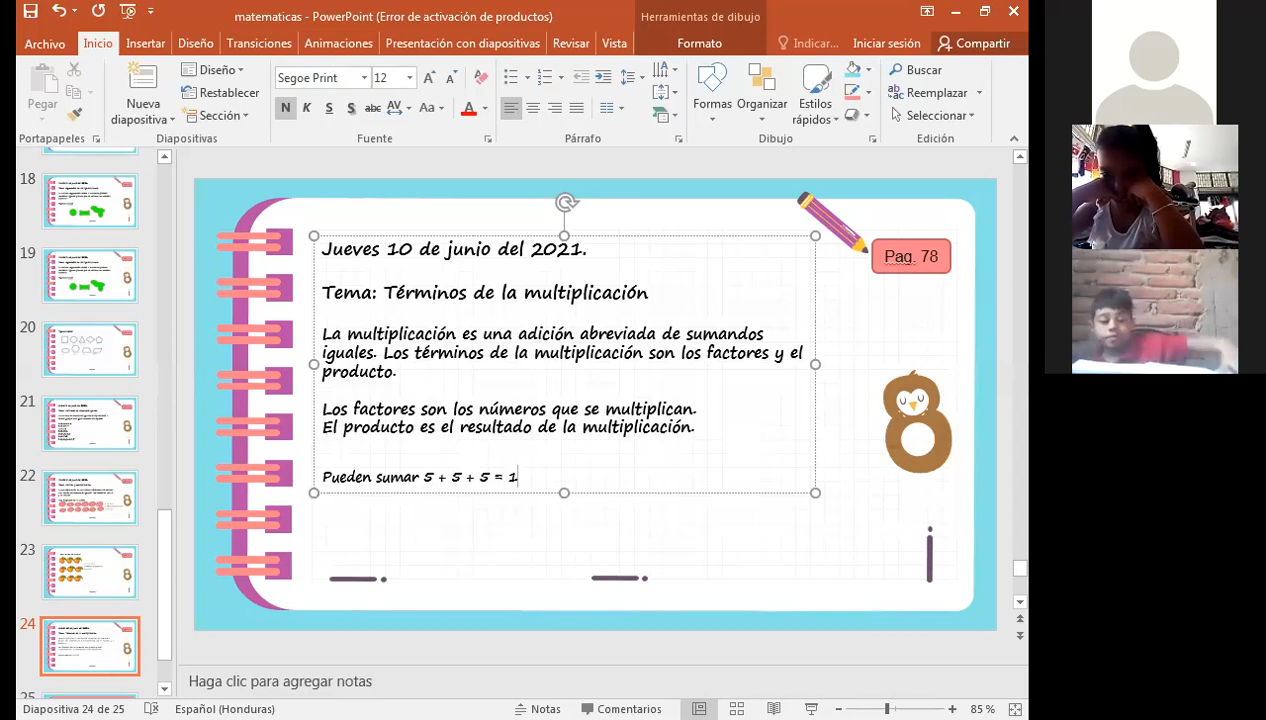 matematicas - PowerPoint (Error de activación de productos)
Herramientas de dibujo
Archivo
Inicio
Insertar
Diseño
Transiciones
Animaciones
Presentación con diapositivas
Revisar
Vista
Formato
Indicar...
Iniciar sesión
Compartir
Pegar
Nueva
diapositiva
Diseño
Restablecer
Sección
Segoe Print
12
N K S S abc AV Aa A
Formas
Organizar
Estilos
rápidos
Buscar
Reemplazar
Seleccionar
Portapapeles
Diapositivas
Fuente
Párrafo
Dibujo
Edición
18
19
20
21
22
23
24
25
Jueves 10 de junio del 2021.
Pag. 78
Tema: Términos de la multiplicación
La multiplicación es una adición abreviada de sumandos
iguales. Los términos de la multiplicación son los factores y el
producto.
Los factores son los números que se multiplican.
El producto es el resultado de la multiplicación.
Pueden sumar 5 + 5 + 5 = 1
8
Haga clic para agregar notas
Diapositiva 24 de 25
Español (Honduras)
Notas
Comentarios
85 %